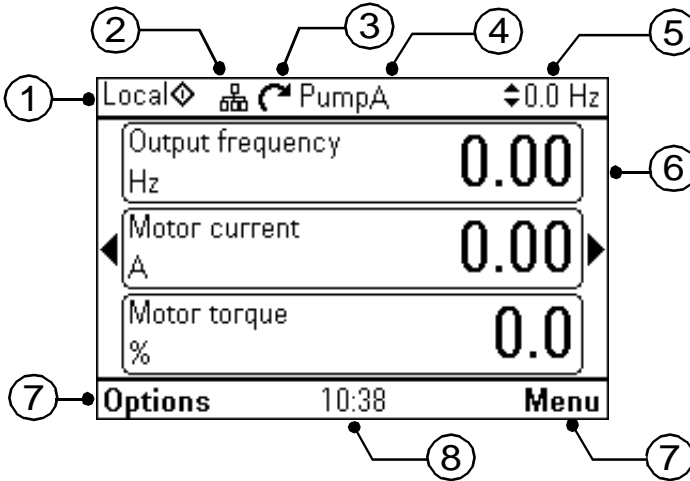 2 3 4 5
1 Local PumpA 0.0 Hz
Output frequency 0.00
Hz
6
Motor current 0.00
A
Motor torque 0.0
%
7 Options 10:38 Menu
8 7